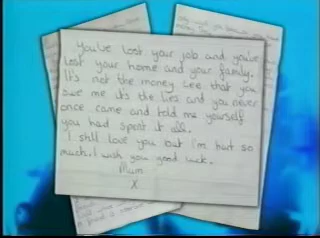 You've lost your job and you've
lost your home and your family.
It's not the money Lee that you
owe me it's the lies and you never
once came and told me yourself
you had spent it all.
I still love you but i'm hurt so
much. I wish you good luck.
Mum
X